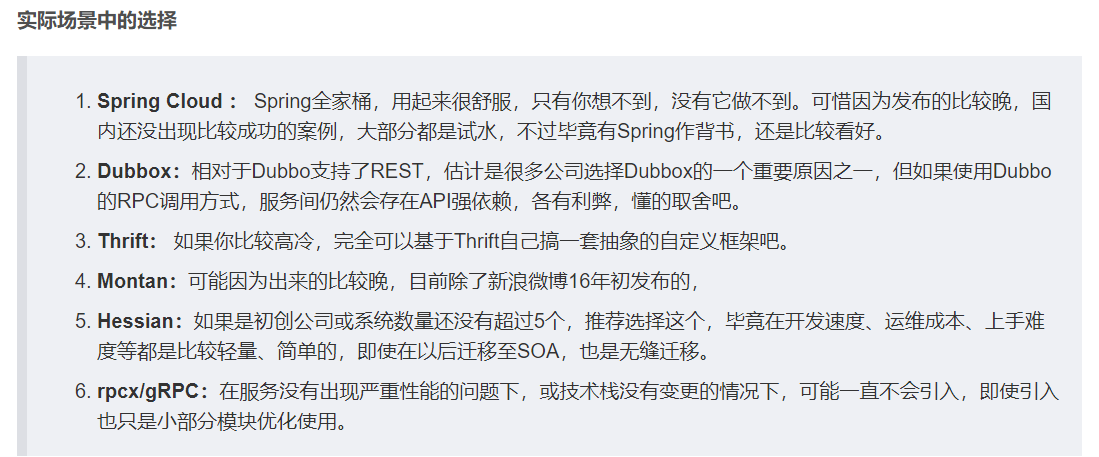 实际场景中的选择
1. Spring Cloud： Spring全家桶，用起来很舒服，只有你想不到，没有它做不到。可惜因为发布的比较晚，国
内还没出现比较成功的案例，大部分都是试水，不过毕竟有Spring作背书，还是比较看好。
2. Dubbox：相对于Dubbo支持了REST，估计是很多公司选择Dubbox的一个重要原因之一，但如果使用Dubbo
的RPC调用方式，服务间仍然会存在API强依赖，各有利弊，懂的取舍吧。
3. Thrift： 如果你比较高冷，完全可以基于Thrift自己搞一套抽象的自定义框架吧。
4. Montan：可能因为出来的比较晚，目前除了新浪微博16年初发布的，
5. Hessian：如果是初创公司或系统数量还没有超过5个，推荐选择这个，毕竟在开发速度、运维成本、上手难
度等都是比较轻量、简单的，即使在以后迁移至SOA，也是无缝迁移。
6. rpcx/gRPC：在服务没有出现严重性能的问题下，或技术栈没有变更的情况下，可能一直不会引入，即使引入
也只是小部分模块优化使用。